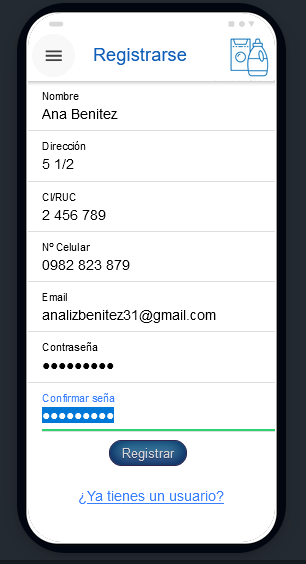 Registrarse
Nombre
Ana Benitez
Dirección
5 1/2
CI/RUC
2 456 789
Nº Celular
0982 823 879
Email
analizbenitez31@gmail.com
Contraseña
●●●●●●●●●
Confirmar seña
●●●●●●●●●
Registrar
¿Ya tienes un usuario?